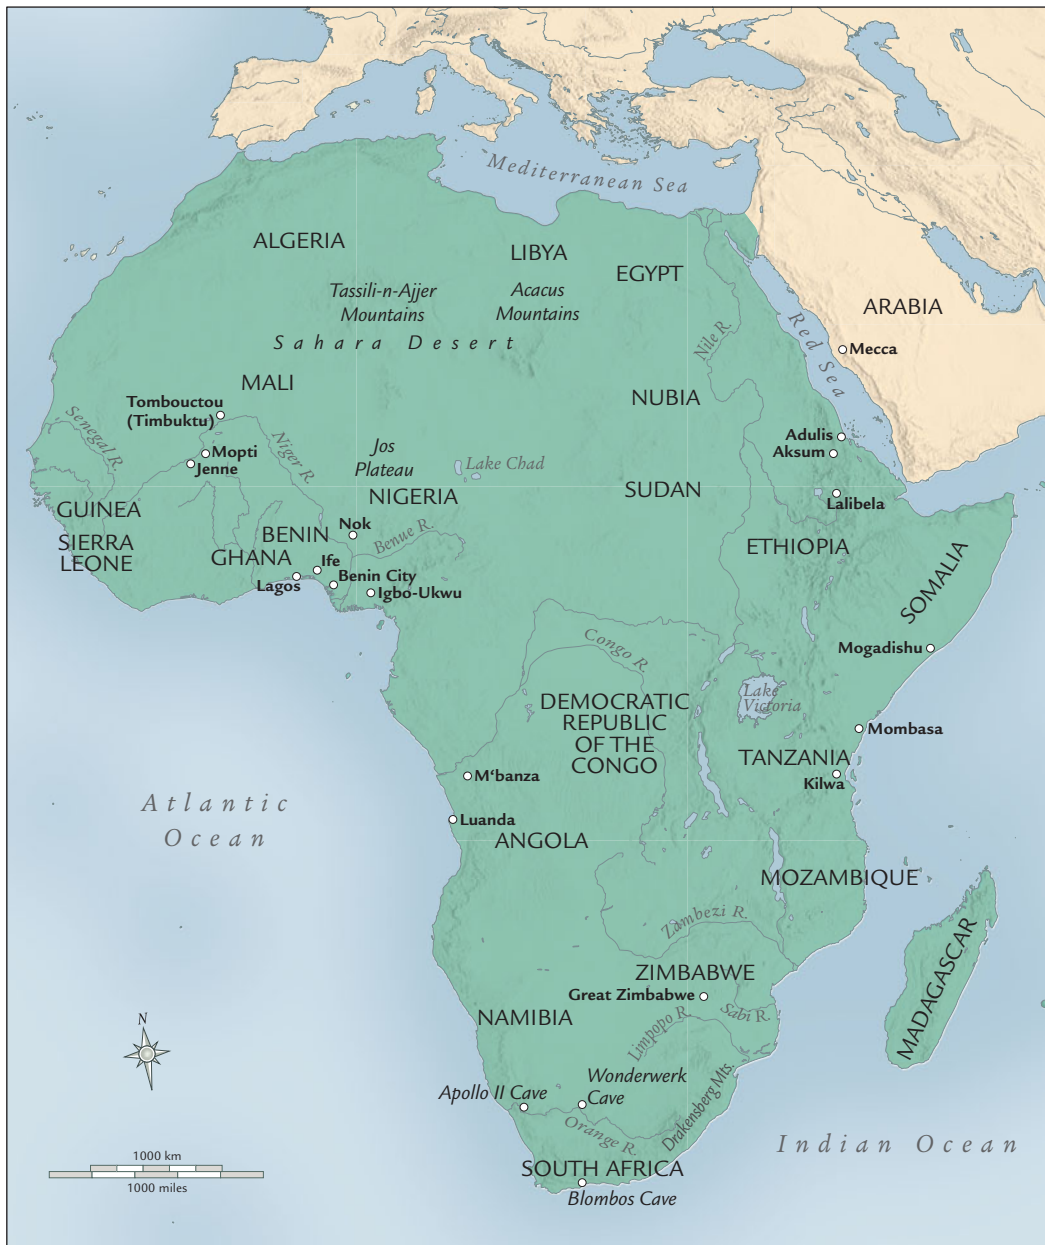 Mediterranean Sea
ALGERIA
LIBYA
EGYPT
Tassili-n-Ajjer
Mountains
Acacus
Mountains
ARABIA
Sahara Desert
Nile R.
Red Sea
Mecca
MALI
NUBIA
Tombouctou
(Timbuktu)
Senegal R.
Mopti
Jenne
Niger R.
Jos
Plateau
Lake Chad
Adulis
Aksum
NIGERIA
SUDAN
Lalibela
GUINEA
SIERRA
LEONE
Nok
BENIN
Benue R.
GHANA
Ife
ETHIOPIA
Lagos
Benin City
Igbo-Ukwu
SOMALIA
Congo R.
Mogadishu
DEMOCRATIC
REPUBLIC
OF THE
CONGO
Lake
Victoria
Mombasa
TANZANIA
M‘banza
Kilwa
Atlantic
Ocean
Luanda
ANGOLA
MOZAMBIQUE
Zambezi R.
MADAGASCAR
ZIMBABWE
Great Zimbabwe
Sabi R.
NAMIBIA
Limpopo R.
N
Wonderwerk
Cave
Apollo II Cave
Drakensberg Mts.
Orange R.
Indian Ocean
1000 km
1000 miles
SOUTH AFRICA
Blombos Cave